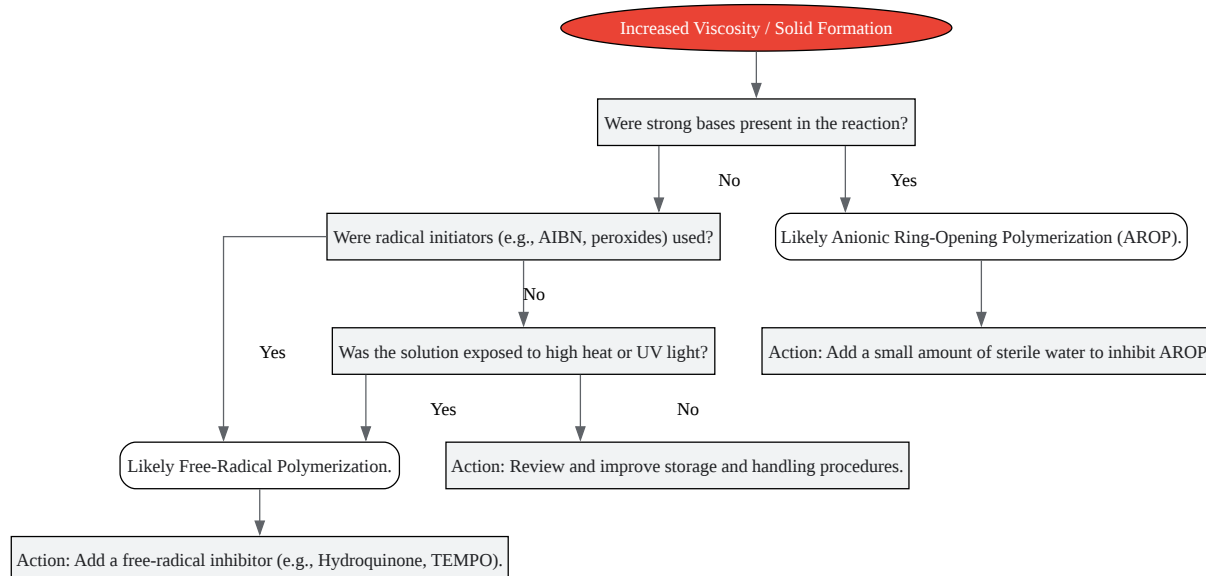 Increased Viscosity / Solid Formation
Were strong bases present in the reaction?
No
Yes
Were radical initiators (e.g., AIBN, peroxides) used?
Likely Anionic Ring-Opening Polymerization (AROP).
No
Yes
Was the solution exposed to high heat or UV light?
Action: Add a small amount of sterile water to inhibit AROP
Yes
No
Likely Free-Radical Polymerization.
Action: Review and improve storage and handling procedures.
Action: Add a free-radical inhibitor (e.g., Hydroquinone, TEMPO).